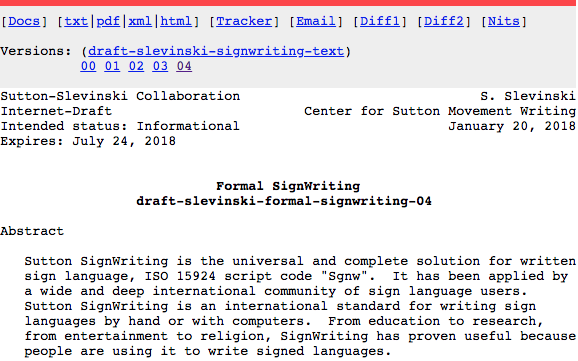 [Docs] [txt|pdf|xml|html] [Tracker] [Email] [Diff1] [Diff2] [Nits]
Versions: (draft-slevinski-signwriting-text)
00 01 02 03 04
Sutton-Slevinski Collaboration S. Slevinski
Internet-Draft Center for Sutton Movement Writing
Intended status: Informational January 20, 2018
Expires: July 24, 2018
Formal SignWriting
draft-slevinski-formal-signwriting-04
Abstract
Sutton SignWriting is the universal and complete solution for written
sign language, ISO 15924 script code "Sgnw". It has been applied by
a wide and deep international community of sign language users.
Sutton SignWriting is an international standard for writing sign
languages by hand or with computers. From education to research,
from entertainment to religion, SignWriting has proven useful because
people are using it to write signed languages.